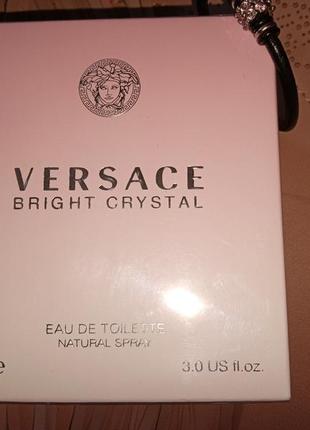 VERSACE
BRIGHT CRYSTAL
EAU DE TOILETTE
NATURAL SPRAY
e 3.0 US fl.oz.